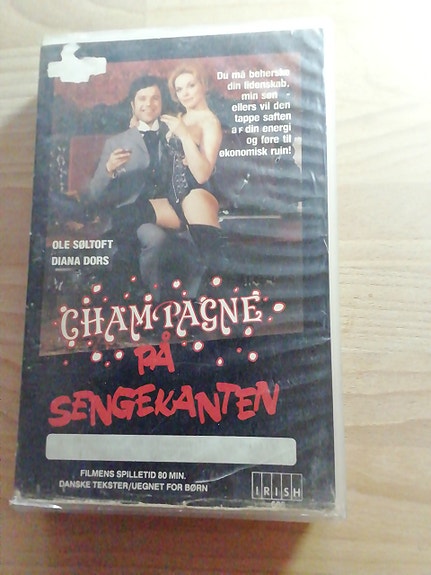 Du må beherske
din lidenskab,
min søn -
ellers vil den
tappe saften
af din energi
og føre til
økonomisk ruin!
OLE SØLTOFT
DIANA DORS
CHAMPAGNE
PÅ
SENGEKANTEN
FILMENS SPILLETID 80 MIN.
DANSKE TEKSTER/UEGNET FOR BØRN
IRISH